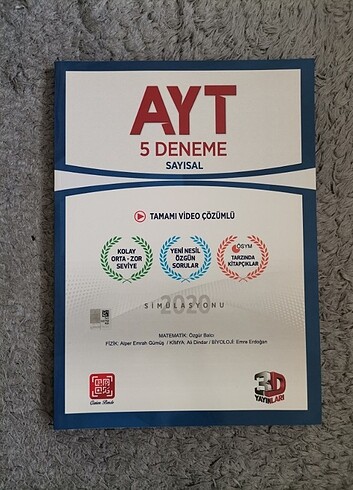 AYT
5 DENEME
SAYISAL
TAMAMI VİDEO ÇÖZÜMLÜ
KOLAY
ORTA - ZOR
SEVİYE
YENİ NESİL
ÖZGÜN
SORULAR
ÖSYM
TARZINDA
KİTAPÇIKLAR
2020
SİMÜLASYONU
MATEMATİK: Özgür Balcı
FİZİK: Alper Emrah Gümüş / KİMYA: Ali Dindar / BİYOLOJİ: Emre Erdoğan
3D
YAYINLARI